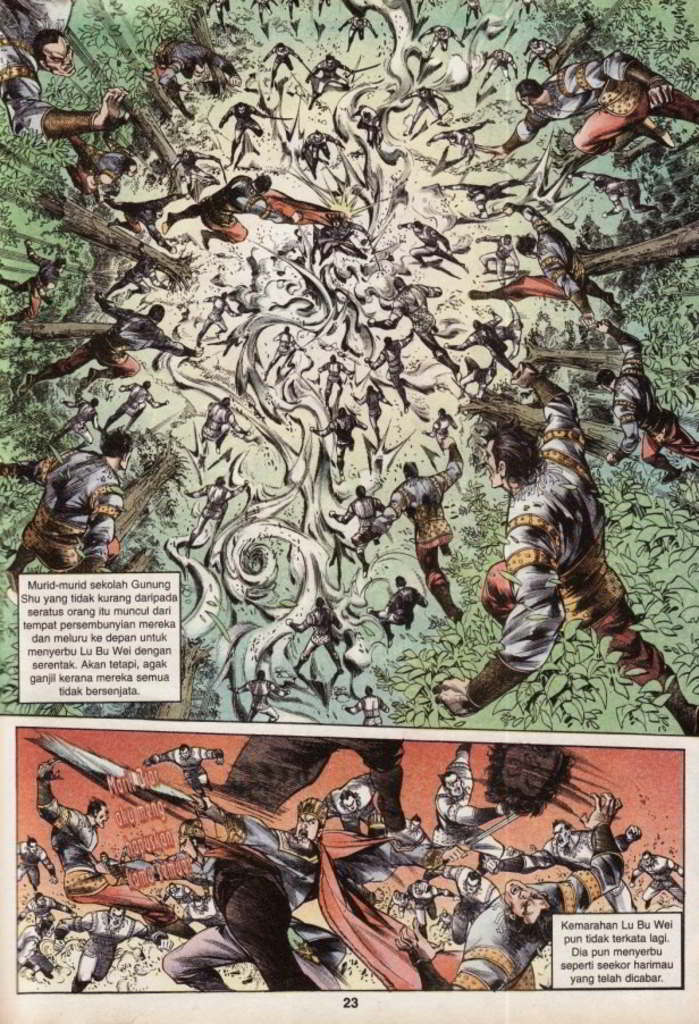 Murid-murid sekolah Gunung
Shu yang tidak kurang daripada
seratus orang itu muncul dari
tempat persembunyian mereka
dan meluru ke depan untuk
menyerbu Lu Bu Wei dengan
serentak. Akan tetapi, agak
ganjil kerana mereka semua
tidak bersenjata.
Kemarahan Lu Bu Wei
pun tidak terkata lagi.
Dia pun menyerbu
seperti seekor harimau
yang telah dicabar.
23